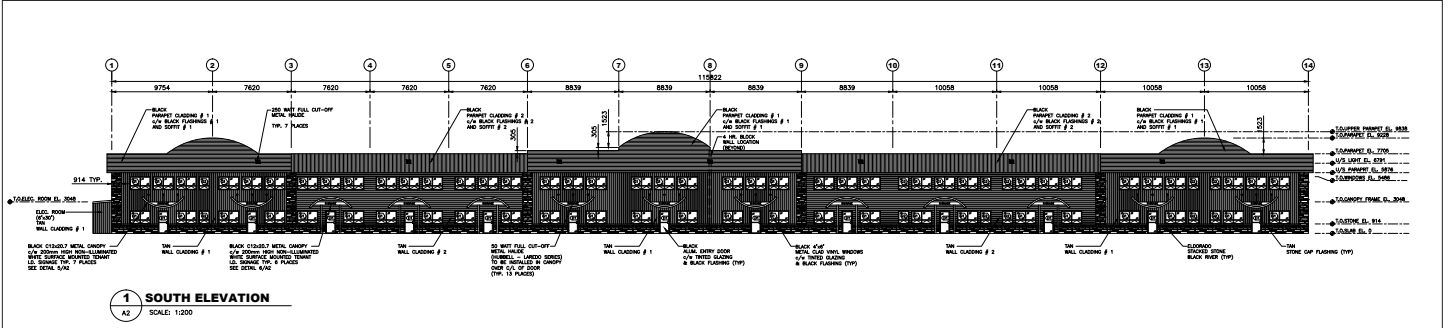 1 2 3 4 5 6 7 8 9 10 11 12 13 14
115822
9754 7620 7620 7620 7620 8839 8839 8839 8839 10058 10058 10058 10058
BLACK
PARAPET CLADDING # 1
c/w BLACK FLASHINGS # 1
AND SOFFIT # 1
250 WATT FULL CUT-OFF
METAL HALIDE
TYP. 7 PLACES
BLACK
PARAPET CLADDING # 2
c/w BLACK FLASHINGS # 2
AND SOFFIT # 2
305
305
1523
BLACK
PARAPET CLADDING # 1
c/w BLACK FLASHINGS # 1
AND SOFFIT # 1
4 HR. BLOCK
WALL LOCATION
(BEYOND)
BLACK
PARAPET CLADDING # 2
c/w BLACK FLASHINGS # 2
AND SOFFIT # 2
BLACK
PARAPET CLADDING # 1
c/w BLACK FLASHINGS # 1
AND SOFFIT # 1
1523
T.O.UPPER PARAPET EL. 9838
T.O.PARAPET EL. 9228
T.O.PARAPET EL. 7705
U/S LIGHT EL. 6791
U/S PARAPET EL. 5876
T.O.WINDOWS EL. 5486
T.O.CANOPY FRAME EL. 3048
T.O.STONE EL. 914
T.O.SLAB EL. 0
914 TYP.
T.O.ELEC. ROOM EL. 3048
ELEC. ROOM
(6'x30')
TAN
WALL CLADDING # 1
BLACK C12x20.7 METAL CANOPY
c/w 200mm HIGH NON-ILLUMINATED
WHITE SURFACE MOUNTED TENANT
I.D. SIGNAGE TYP. 7 PLACES
SEE DETAIL 5/A2
TAN
WALL CLADDING # 1
BLACK C12x20.7 METAL CANOPY
c/w 200mm HIGH NON-ILLUMINATED
WHITE SURFACE MOUNTED TENANT
I.D. SIGNAGE TYP. 6 PLACES
SEE DETAIL 6/A2
TAN
WALL CLADDING # 2
50 WATT FULL CUT-OFF
METAL HALIDE
(HUBBELL - LAREDO SERIES)
TO BE INSTALLED IN CANOPY
OVER C/L OF DOOR
(TYP. 13 PLACES)
TAN
WALL CLADDING # 1
BLACK
ALUM. ENTRY DOOR
c/w TINTED GLAZING
& BLACK FLASHING (TYP)
BLACK 4'x6'
METAL CLAD VINYL WINDOWS
c/w TINTED GLAZING
& BLACK FLASHING (TYP)
TAN
WALL CLADDING # 2
TAN
WALL CLADDING # 1
ELDORADO
STACKED STONE
BLACK RIVER (TYP)
TAN
STONE CAP FLASHING (TYP)
1
A2
SOUTH ELEVATION
SCALE: 1:200